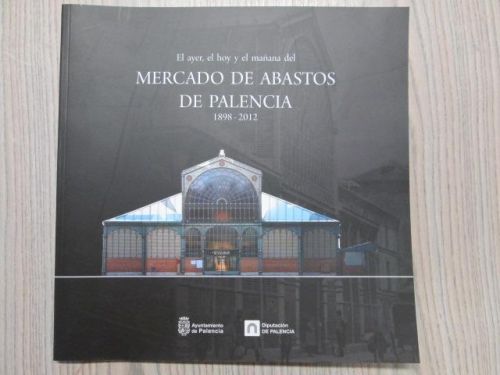 El ayer, el hoy y el mañana del
MERCADO DE ABASTOS
DE PALENCIA
1898 - 2012
Ayuntamiento
de Palencia
Diputación
DE PALENCIA